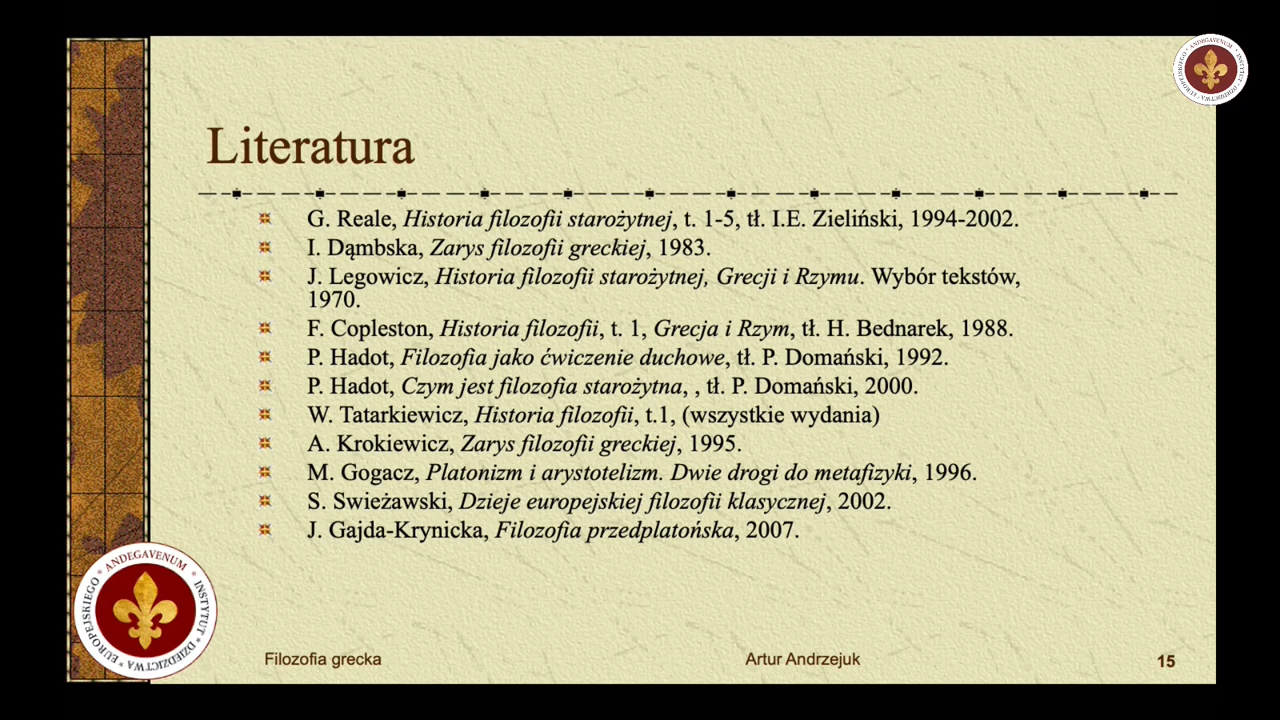 Literatura
G. Reale, Historia filozofii starożytnej, t. 1-5, tł. I.E. Zieliński, 1994-2002.
I. Dąmbska, Zarys filozofii greckiej, 1983.
J. Legowicz, Historia filozofii starożytnej, Grecji i Rzymu. Wybór tekstów,
1970.
F. Copleston, Historia filozofii, t. 1, Grecja i Rzym, tł. H. Bednarek, 1988.
P. Hadot, Filozofia jako ćwiczenie duchowe, tł. P. Domański, 1992.
P. Hadot, Czym jest filozofia starożytna, , tł. P. Domański, 2000.
W. Tatarkiewicz, Historia filozofii, t.1, (wszystkie wydania)
A. Krokiewicz, Zarys filozofii greckiej, 1995.
M. Gogacz, Platonizm i arystotelizm. Dwie drogi do metafizyki, 1996.
S. Swieżawski, Dzieje europejskiej filozofii klasycznej, 2002.
J. Gajda-Krynicka, Filozofia przedplatońska, 2007.
ANDEGAVENUM * INSTYTUT * DZIEDZICTWA * EUROPEJSKIEGO *
ANDEGAVENUM * INSTYTUT * DZIEDZICTWA * EUROPEJSKIEGO *
Filozofia grecka
Artur Andrzejuk
15